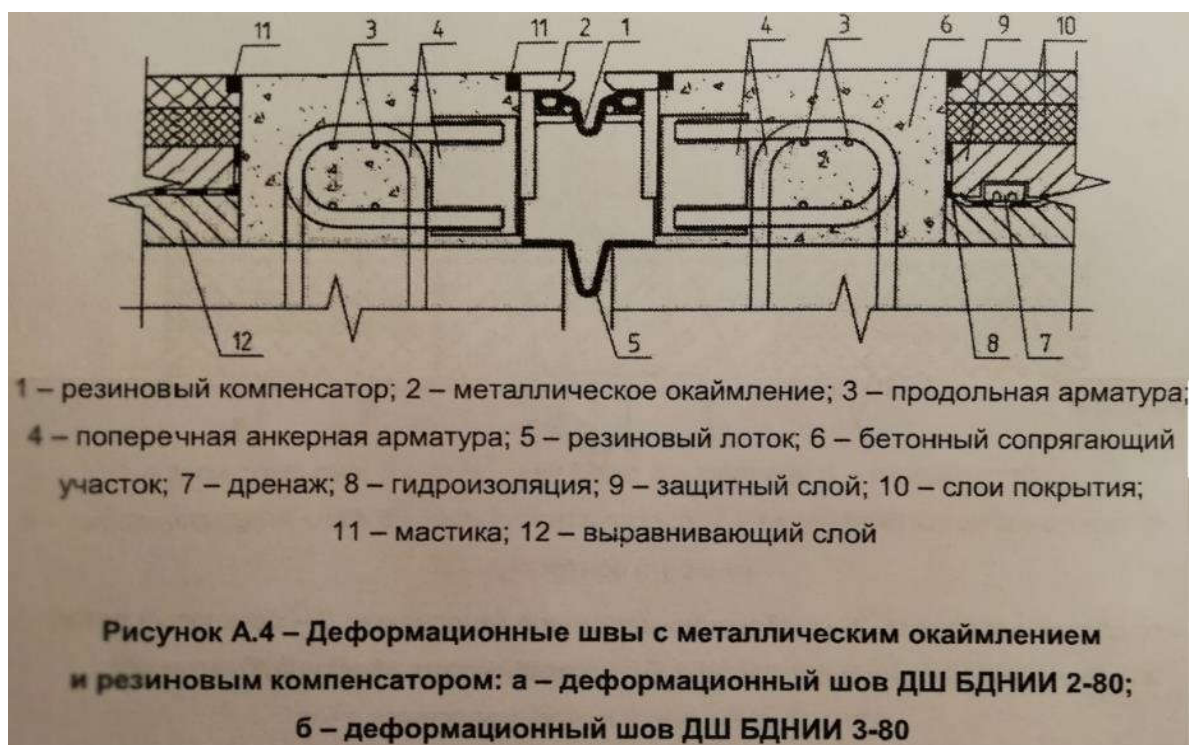 11 3 4 2 11 1 4 3 6 9 10
12 5 8 7
1 – резиновый компенсатор; 2 – металлическое окаймление; 3 – продольная арматура;
4 – поперечная анкерная арматура; 5 – резиновый лоток; 6 – бетонный сопрягающий
участок; 7 – дренаж; 8 – гидроизоляция; 9 – защитный слой; 10 – слои покрытия;
11 – мастика; 12 – выравнивающий слой
Рисунок А.4 – Деформационные швы с металлическим окаймлением
и резиновым компенсатором: а – деформационный шов ДШ БДНИИ 2-80;
б – деформационный шов ДШ БДНИИ 3-80